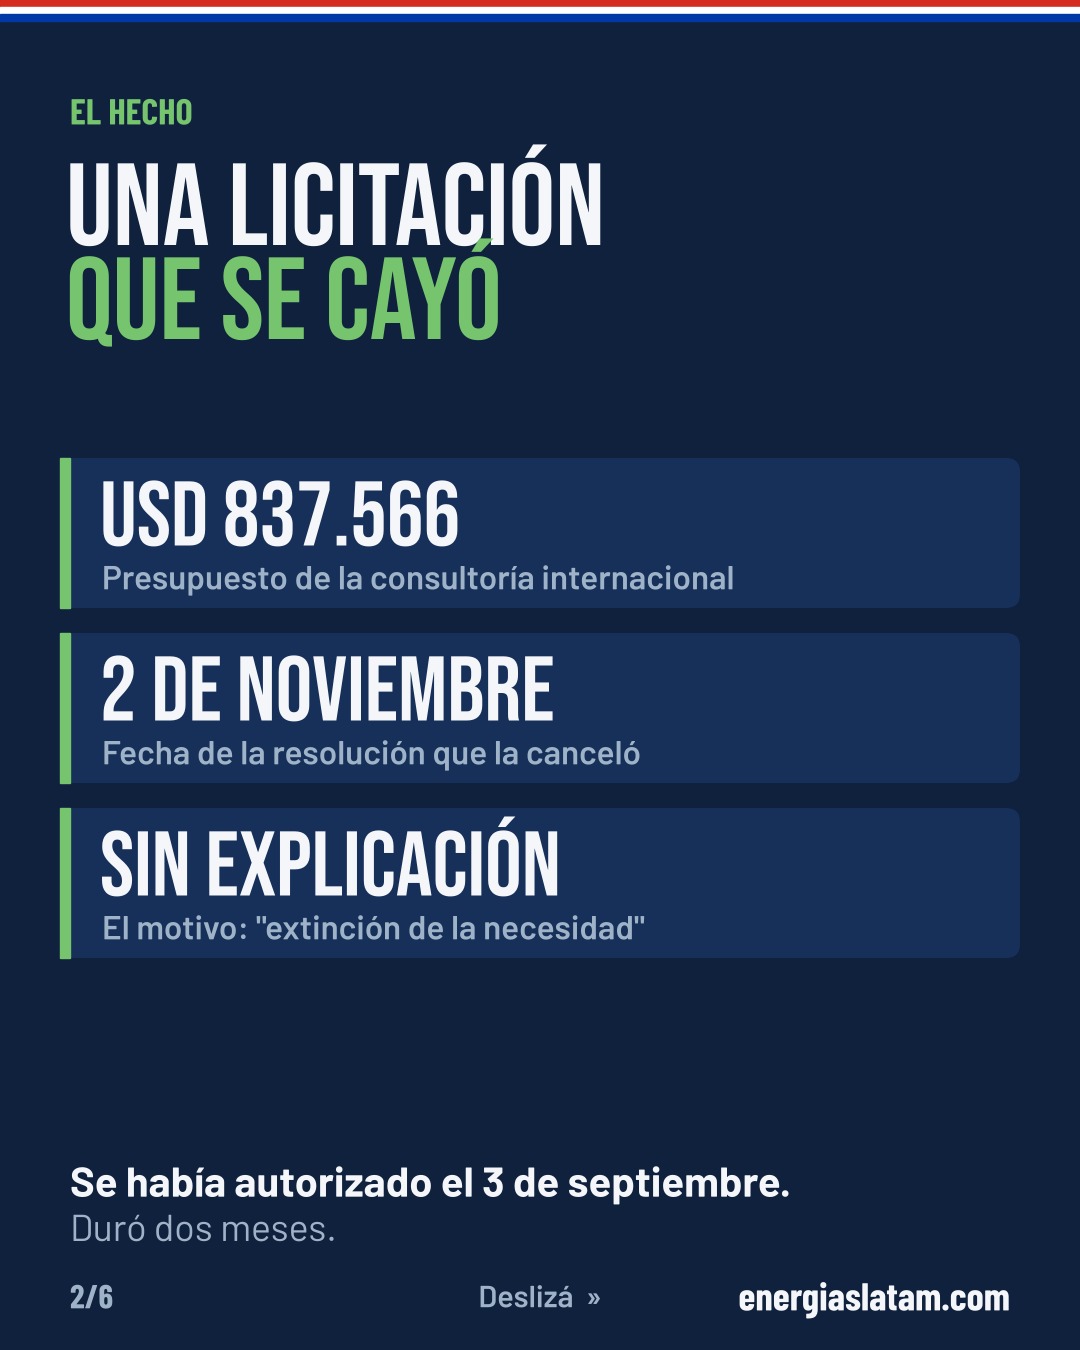 EL HECHO
UNA LICITACIÓN
QUE SE CAYÓ
USD 837.566
Presupuesto de la consultoría internacional
2 DE NOVIEMBRE
Fecha de la resolución que la canceló
SIN EXPLICACIÓN
El motivo: "extinción de la necesidad"
Se había autorizado el 3 de septiembre.
Duró dos meses.
2/6
Deslizá »
energiaslatam.com